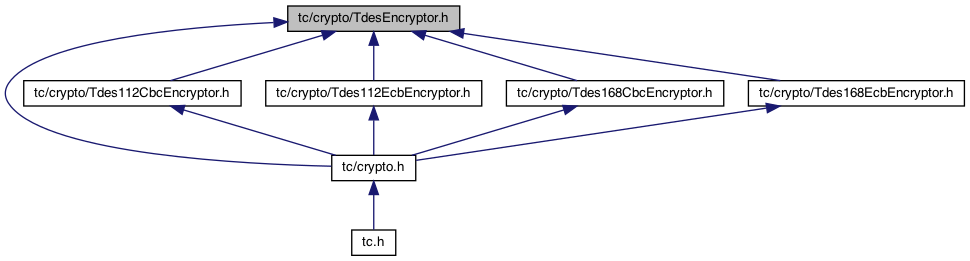 tc/crypto/TdesEncryptor.h
tc/crypto/Tdes112CbcEncryptor.h
tc/crypto/Tdes112EcbEncryptor.h
tc/crypto/Tdes168CbcEncryptor.h
tc/crypto/Tdes168EcbEncryptor.h
tc/crypto.h
tc.h